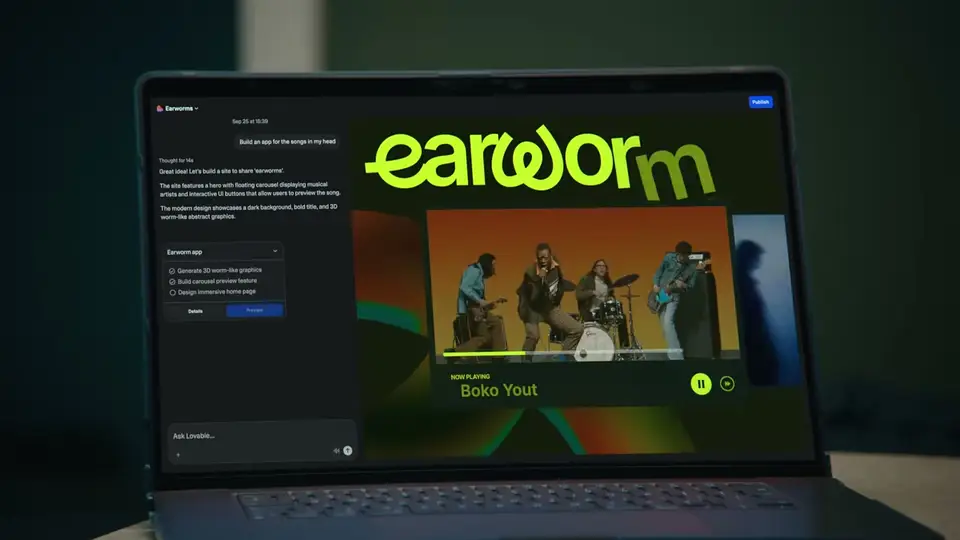 Earworms
Publish
Sep 25 at 15:39
Build an app for the songs in my head
Thought for 14s
Great idea! Let's build a site to share 'earworms'.
The site features a hero with floating carousel displaying musical
artists and interactive UI buttons that allow users to preview the song.
The modern design showcases a dark background, bold title, and 3D
worm-like abstract graphics.
Earworm app
Generate 3D worm-like graphics
Build carousel preview feature
Design immersive home page
Details
Preview
Ask Lovable...
earworm
NOW PLAYING
Boko Yout